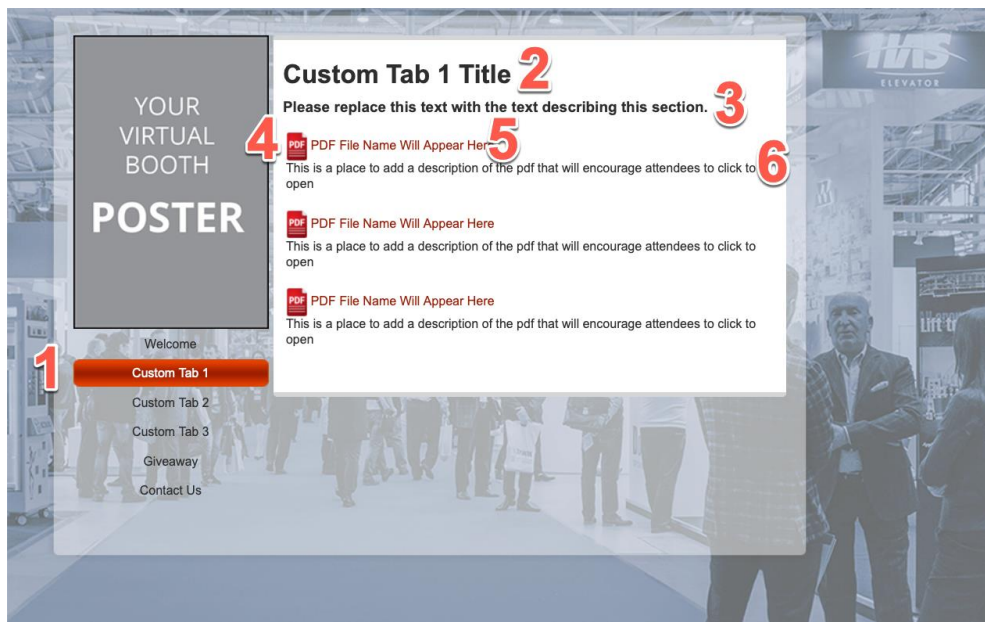 YOUR
VIRTUAL
BOOTH
POSTER
Welcome
1
Custom Tab 1
Custom Tab 2
Custom Tab 3
Giveaway
Contact Us
Custom Tab 1 Title 2
Please replace this text with the text describing this section. 3
4 PDF PDF File Name Will Appear Here 5
This is a place to add a description of the pdf that will encourage attendees to click to 6
open
PDF PDF File Name Will Appear Here
This is a place to add a description of the pdf that will encourage attendees to click to
open
PDF PDF File Name Will Appear Here
This is a place to add a description of the pdf that will encourage attendees to click to
open
ELEVATOR